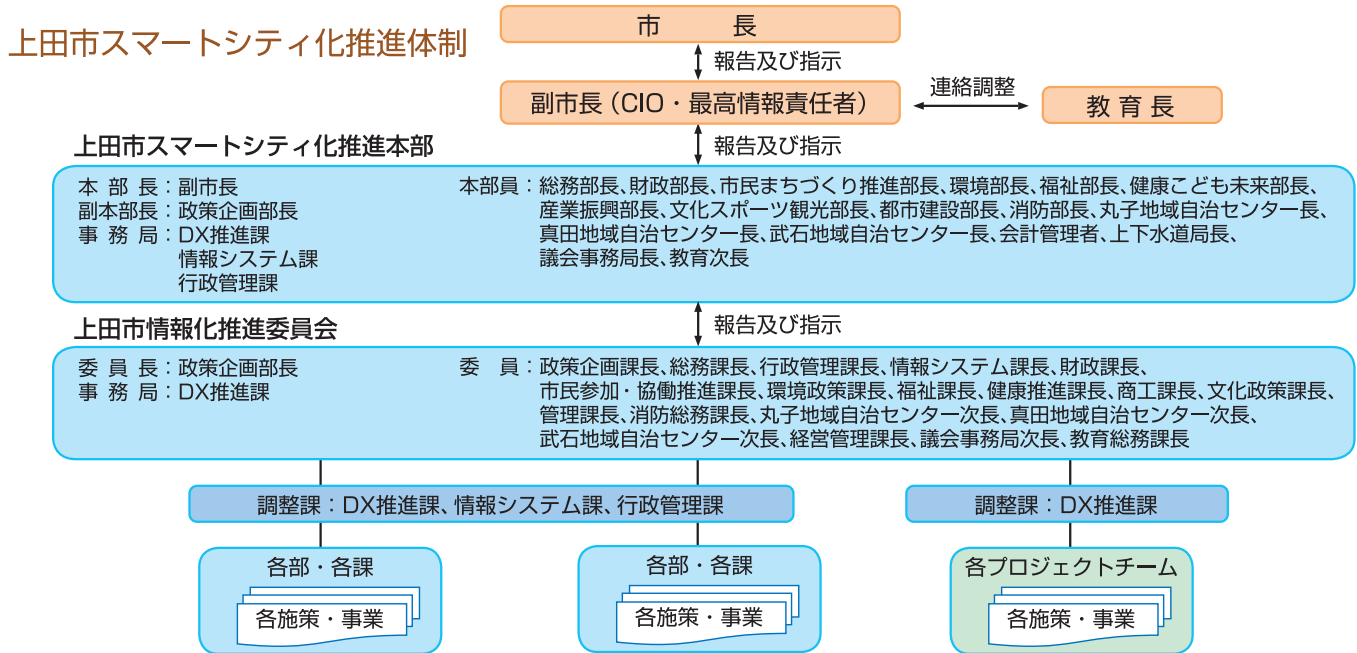 上田市スマートシティ化推進体制
市　　長
報告及び指示
副市長（CIO・最高情報責任者）
連絡調整
教育長
報告及び指示
上田市スマートシティ化推進本部
本部長：副市長
副本部長：政策企画部長
事務局：DX推進課
情報システム課
行政管理課
本部員：総務部長、財政部長、市民まちづくり推進部長、環境部長、福祉部長、健康こども未来部長、
産業振興部長、文化スポーツ観光部長、都市建設部長、消防部長、丸子地域自治センター長、
真田地域自治センター長、武石地域自治センター長、会計管理者、上下水道局長、
議会事務局長、教育次長
報告及び指示
上田市情報化推進委員会
委員長：政策企画部長
事務局：DX推進課
委　員：政策企画課長、総務課長、行政管理課長、情報システム課長、財政課長、
市民参加・協働推進課長、環境政策課長、福祉課長、健康推進課長、商工課長、文化政策課長、
管理課長、消防総務課長、丸子地域自治センター次長、真田地域自治センター次長、
武石地域自治センター次長、経営管理課長、議会事務局次長、教育総務課長
調整課：DX推進課、情報システム課、行政管理課
調整課：DX推進課
各部・各課
各施策・事業
各部・各課
各施策・事業
各プロジェクトチーム
各施策・事業